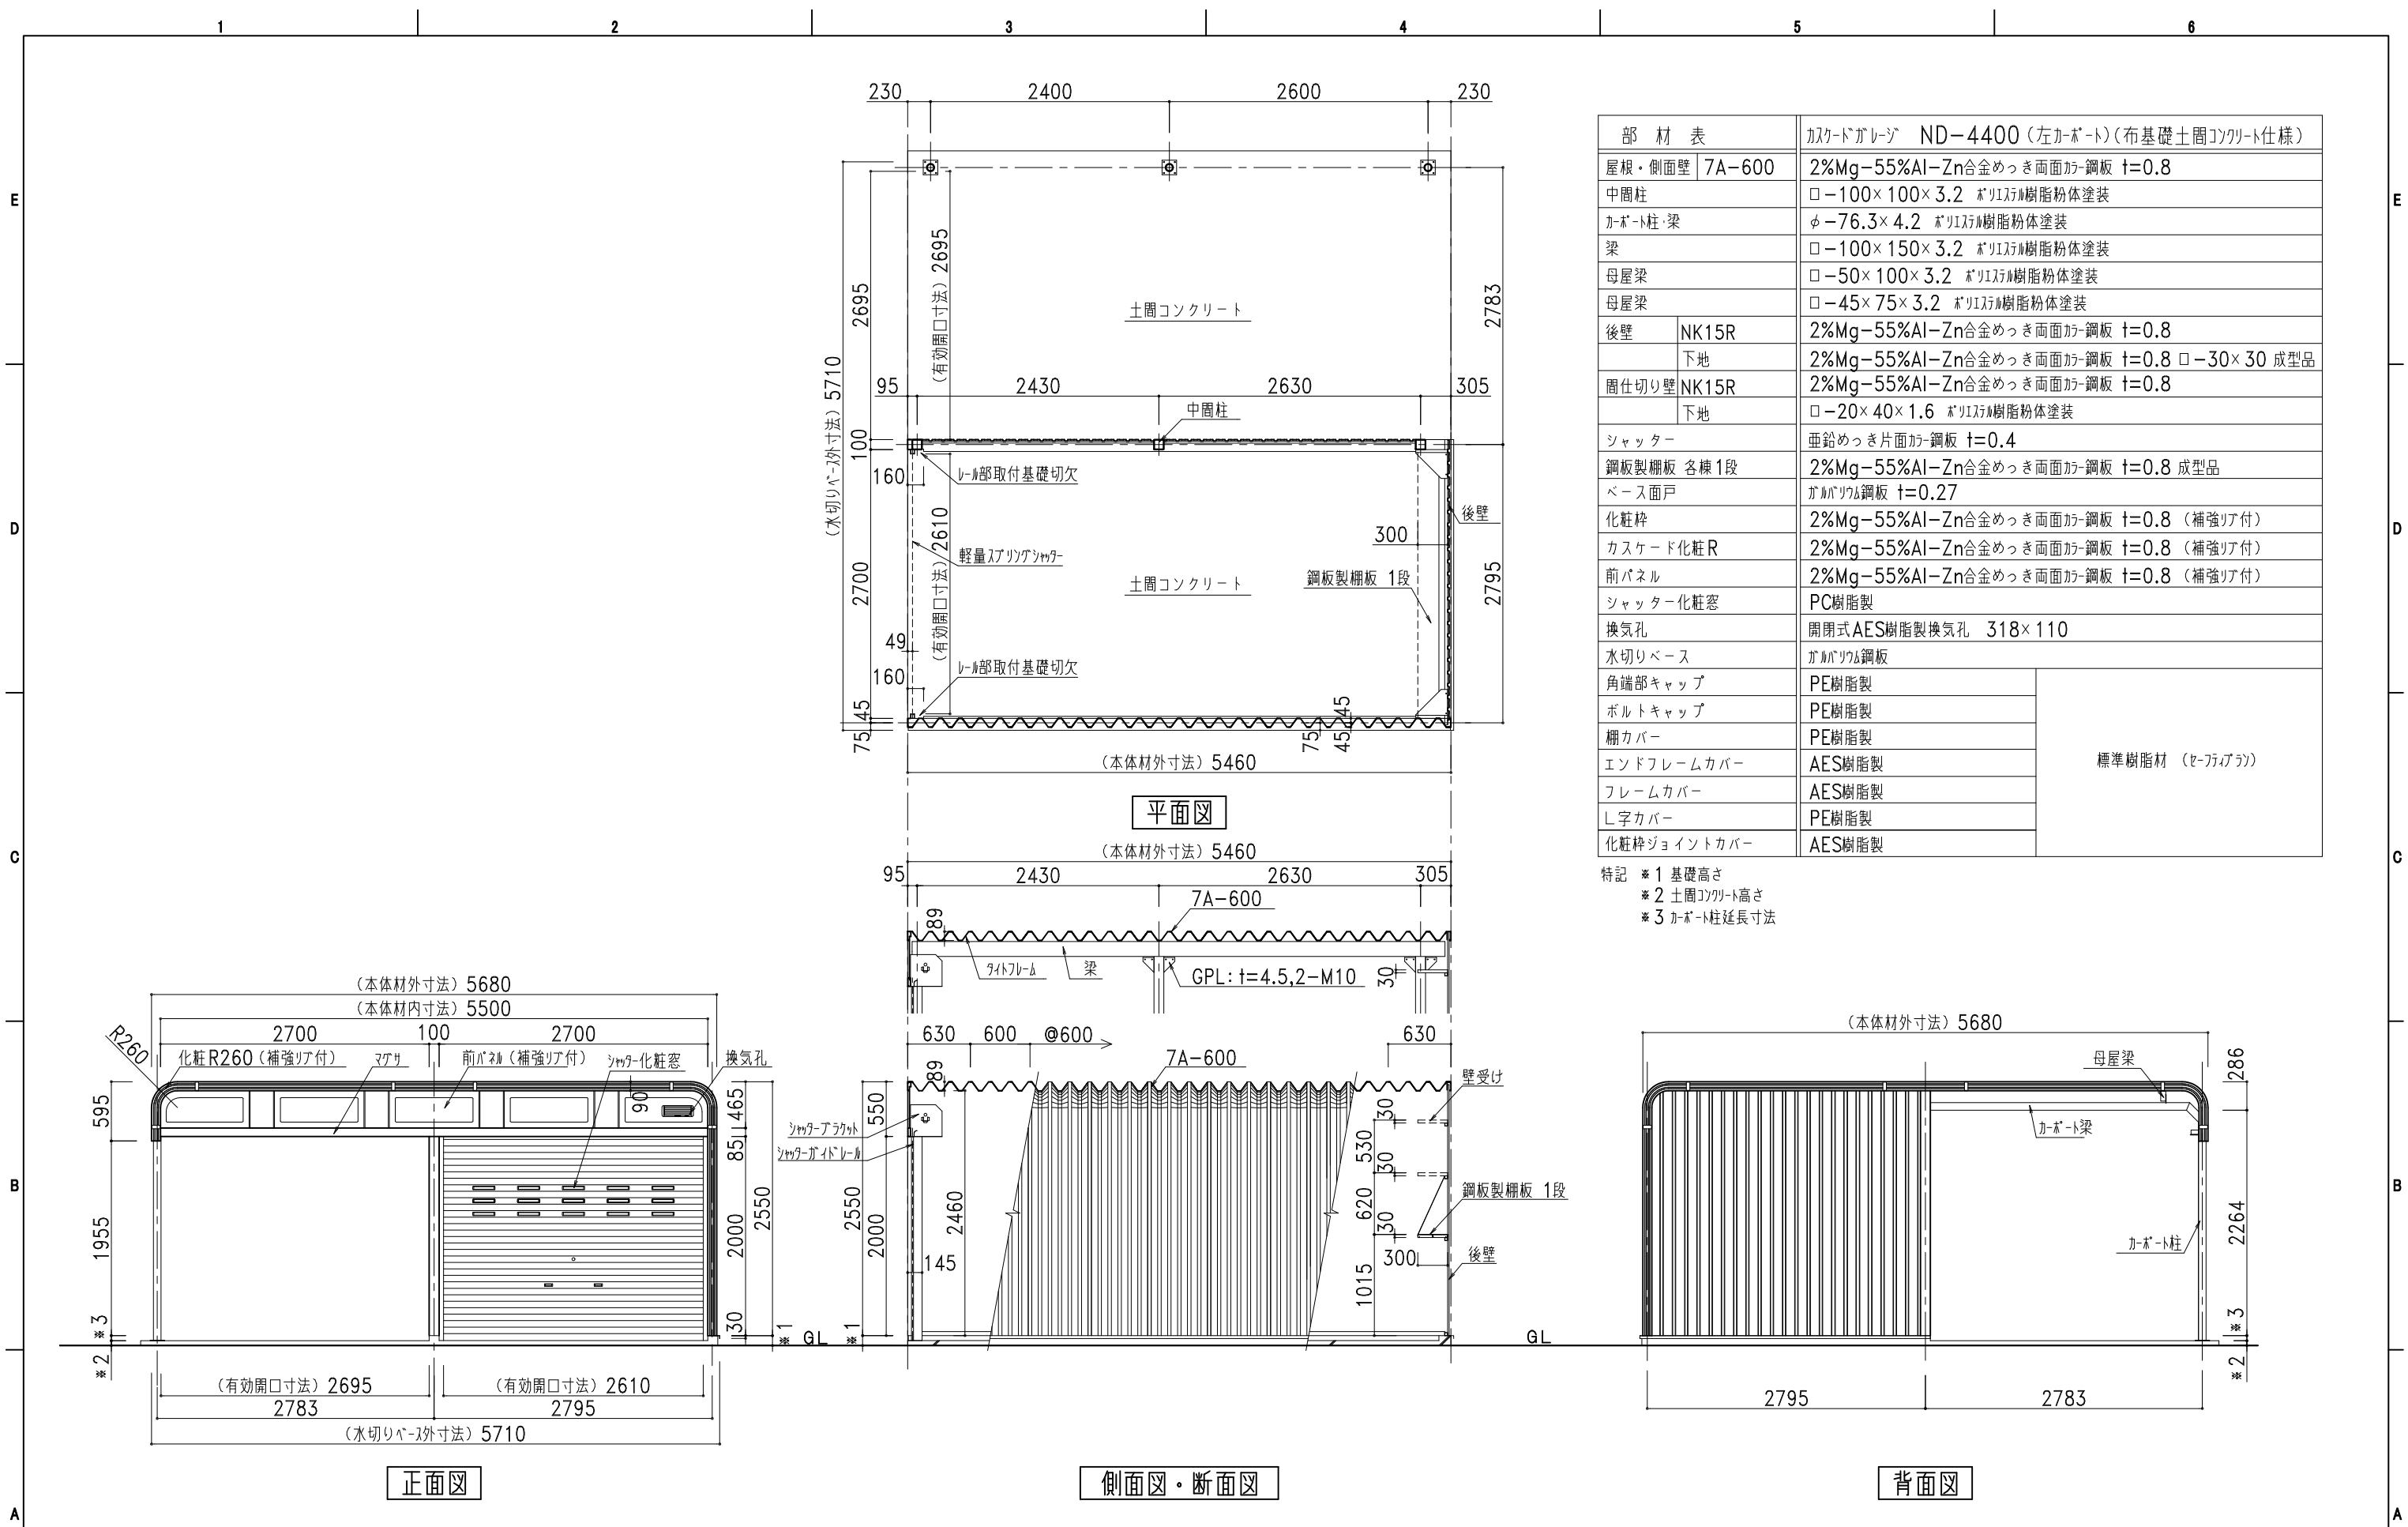 1 2 3 4 5 6
E
D
C
B
A
E
D
C
B
A
230 2400 2600 230
(水切りベース外寸法) 5710
2695
100
2700
45
75
(有効開口寸法) 2695
土間コンクリート
2783
95 2430 2630 305
中間柱
160
レール部取付基礎切欠
(有効開口寸法) 2610
軽量スプリングシャッター
土間コンクリート
300
後壁
鋼板製棚板 1段
2795
49
レール部取付基礎切欠
160
75
45
45
(本体材外寸法) 5460
平面図
部 材 表 カスケードガレージ ND-4400 (左カーポート)(布基礎土間コンクリート仕様)
屋根・側面壁 7A-600 2%Mg-55%Al-Zn合金めっき両面カラー鋼板 t=0.8
中間柱 □-100×100×3.2 ポリエステル樹脂粉体塗装
カーポート柱・梁 φ-76.3×4.2 ポリエステル樹脂粉体塗装
梁 □-100×150×3.2 ポリエステル樹脂粉体塗装
母屋梁 □-50×100×3.2 ポリエステル樹脂粉体塗装
母屋梁 □-45×75×3.2 ポリエステル樹脂粉体塗装
後壁 NK15R 2%Mg-55%Al-Zn合金めっき両面カラー鋼板 t=0.8
下地 2%Mg-55%Al-Zn合金めっき両面カラー鋼板 t=0.8 □-30×30 成型品
間仕切り壁 NK15R 2%Mg-55%Al-Zn合金めっき両面カラー鋼板 t=0.8
下地 □-20×40×1.6 ポリエステル樹脂粉体塗装
シャッター 亜鉛めっき片面カラー鋼板 t=0.4
鋼板製棚板 各棟1段 2%Mg-55%Al-Zn合金めっき両面カラー鋼板 t=0.8 成型品
ベース面戸 ガルバリウム鋼板 t=0.27
化粧枠 2%Mg-55%Al-Zn合金めっき両面カラー鋼板 t=0.8 (補強リブ付)
カスケード化粧R 2%Mg-55%Al-Zn合金めっき両面カラー鋼板 t=0.8 (補強リブ付)
前パネル 2%Mg-55%Al-Zn合金めっき両面カラー鋼板 t=0.8 (補強リブ付)
シャッター化粧窓 PC樹脂製
換気孔 開閉式AES樹脂製換気孔 318×110
水切りベース ガルバリウム鋼板
角端部キャップ PE樹脂製
ボルトキャップ PE樹脂製
棚カバー PE樹脂製
エンドフレームカバー AES樹脂製
標準樹脂材 (セーフティプラン)
フレームカバー AES樹脂製
L字カバー PE樹脂製
化粧枠ジョイントカバー AES樹脂製
特記 ※1 基礎高さ
※2 土間コンクリート高さ
※3 カーポート柱延長寸法
(本体材外寸法) 5460
95 2430 2630 305
7A-600
89
タイトフレーム
梁
GPL:t=4.5,2-M10
30
630 600 @600 630
7A-600
89
壁受け
550
2550
2000
シャッターブラケット
シャッターガイドレール
2460
145
30
530
30
620
30
鋼板製棚板 1段
300
後壁
1015
※1
GL
側面図・断面図
(本体材外寸法) 5680
(本体材内寸法) 5500
2700 100 2700
R260
化粧R260 (補強リブ付)
マグサ
前パネル (補強リブ付)
シャッター化粧窓
換気孔
595
90
465
85
1955
2000
2550
30
※3
※2
※1
GL
(有効開口寸法) 2695 (有効開口寸法) 2610
2783 2795
(水切りベース外寸法) 5710
正面図
(本体材外寸法) 5680
母屋梁
286
カーポート梁
2264
カーポート柱
※3
※2
2795 2783
背面図